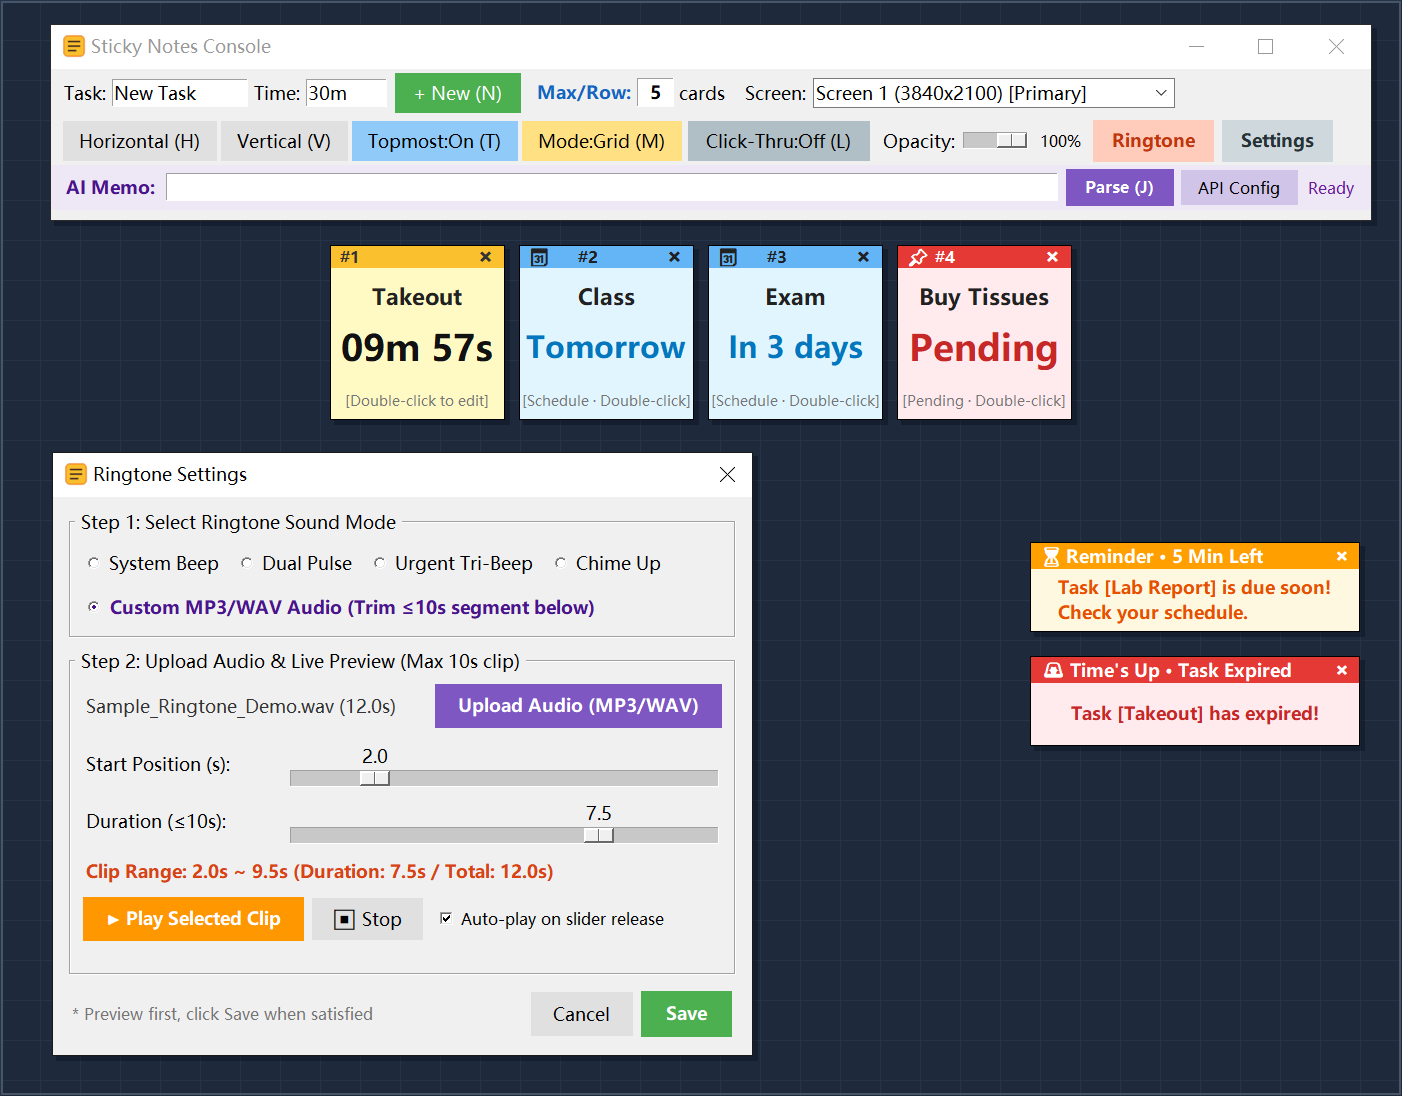 Sticky Notes Console
Task: New Task Time: 30m + New (N) Max/Row: 5 cards Screen: Screen 1 (3840x2100) [Primary]
Horizontal (H) Vertical (V) Topmost:On (T) Mode:Grid (M) Click-Thru:Off (L) Opacity: 100% Ringtone Settings
AI Memo: Parse (J) API Config Ready
#1
Takeout
09m 57s
[Double-click to edit]
31 #2
Class
Tomorrow
[Schedule · Double-click]
31 #3
Exam
In 3 days
[Schedule · Double-click]
#4
Buy Tissues
Pending
[Pending · Double-click]
Ringtone Settings
Step 1: Select Ringtone Sound Mode
System Beep Dual Pulse Urgent Tri-Beep Chime Up
Custom MP3/WAV Audio (Trim ≤10s segment below)
Step 2: Upload Audio & Live Preview (Max 10s clip)
Sample_Ringtone_Demo.wav (12.0s) Upload Audio (MP3/WAV)
2.0
Start Position (s):
7.5
Duration (≤10s):
Clip Range: 2.0s ~ 9.5s (Duration: 7.5s / Total: 12.0s)
► Play Selected Clip Stop Auto-play on slider release
* Preview first, click Save when satisfied Cancel Save
Reminder • 5 Min Left
Task [Lab Report] is due soon!
Check your schedule.
Time's Up • Task Expired
Task [Takeout] has expired!